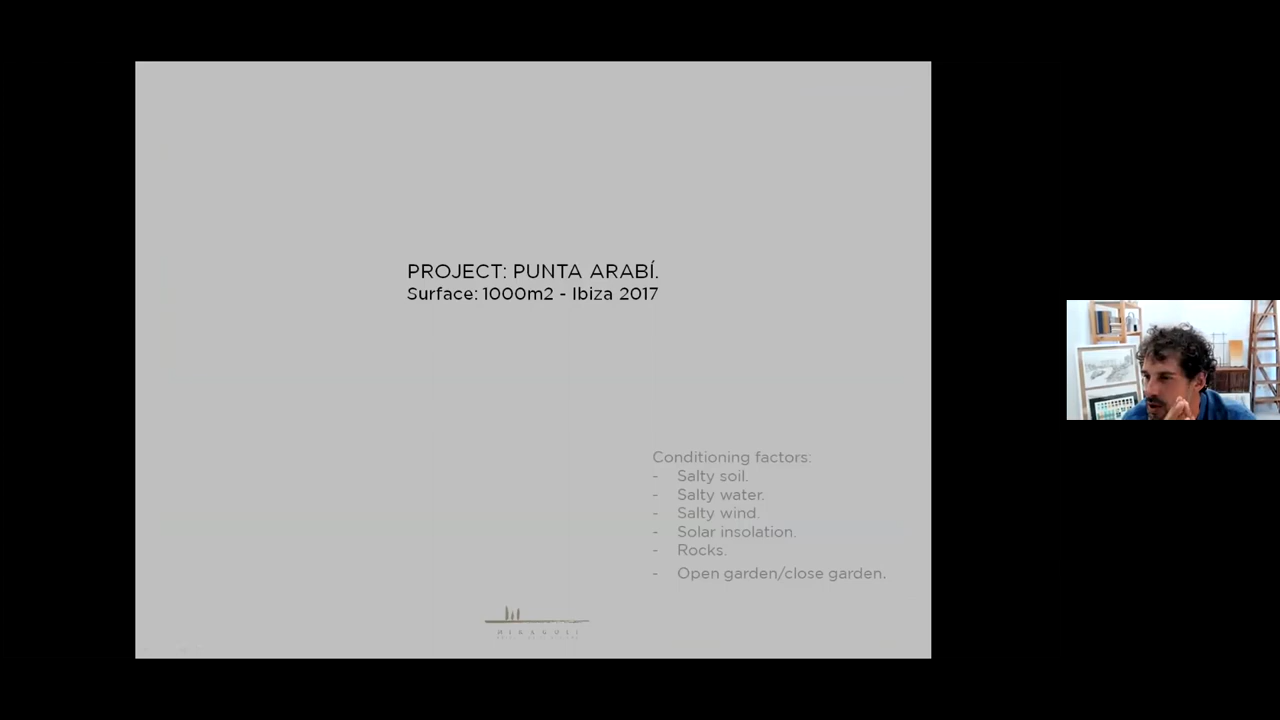 PROJECT: PUNTA ARABÍ.
Surface: 1000m2 - Ibiza 2017
Conditioning factors:
- Salty soil.
- Salty water.
- Salty wind.
- Solar insolation.
- Rocks.
- Open garden/close garden.